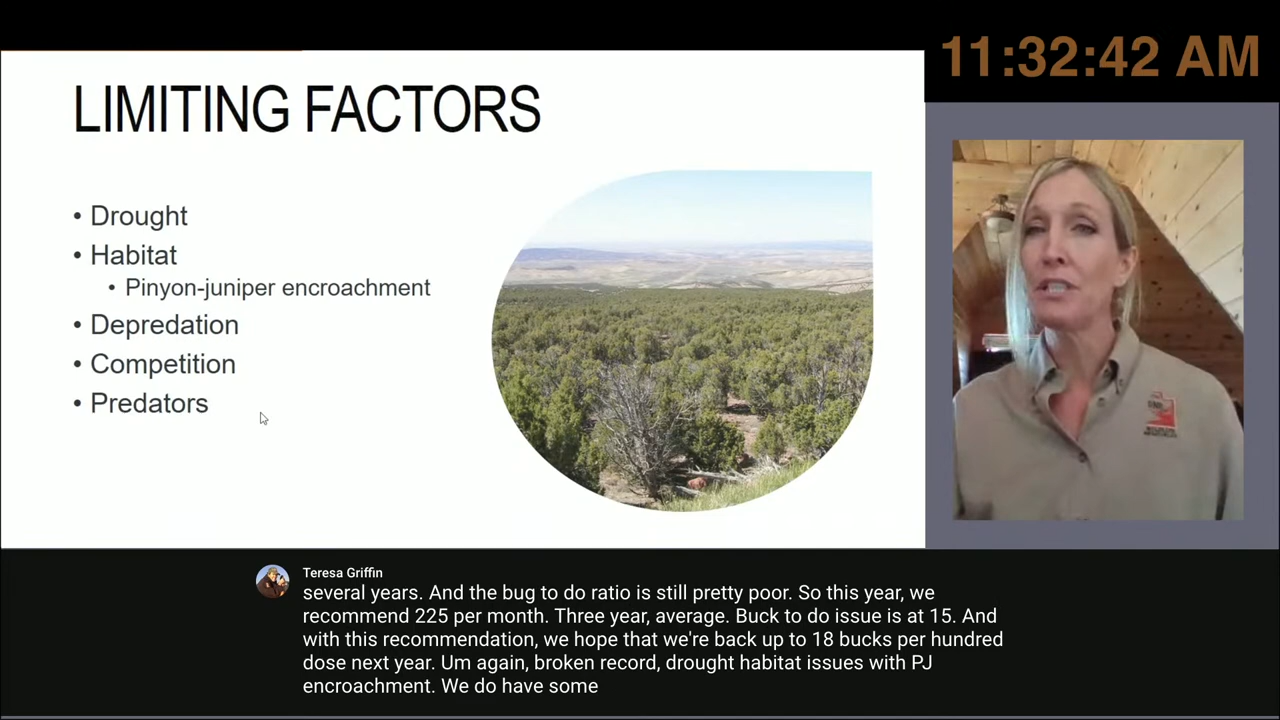 11:32:42 AM
LIMITING FACTORS
• Drought
• Habitat
• Pinyon-juniper encroachment
• Depredation
• Competition
• Predators
Teresa Griffin
several years. And the bug to do ratio is still pretty poor. So this year, we
recommend 225 per month. Three year, average. Buck to do issue is at 15. And
with this recommendation, we hope that we're back up to 18 bucks per hundred
dose next year. Um again, broken record, drought habitat issues with PJ
encroachment. We do have some